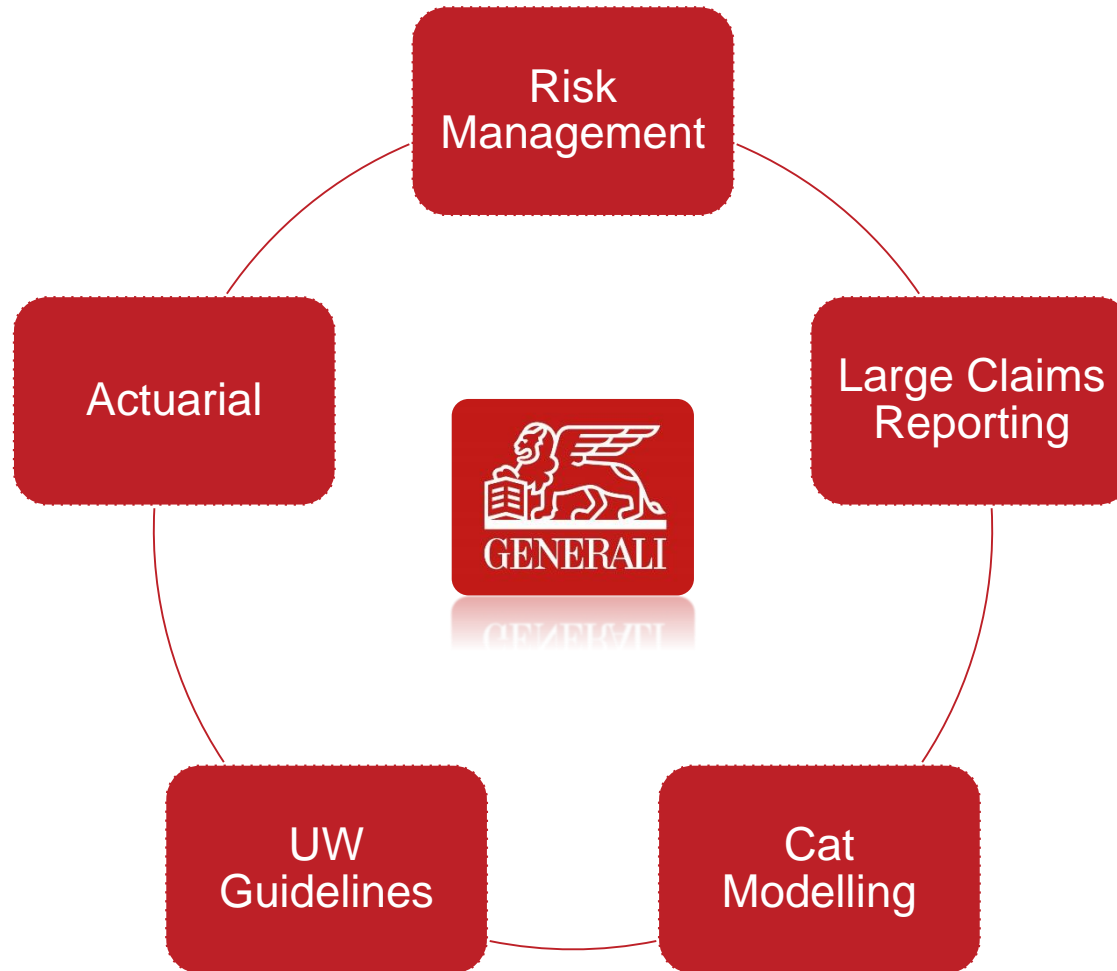 Risk
Management
Large Claims
Reporting
Actuarial
GENERALI
UW
Guidelines
Cat
Modelling